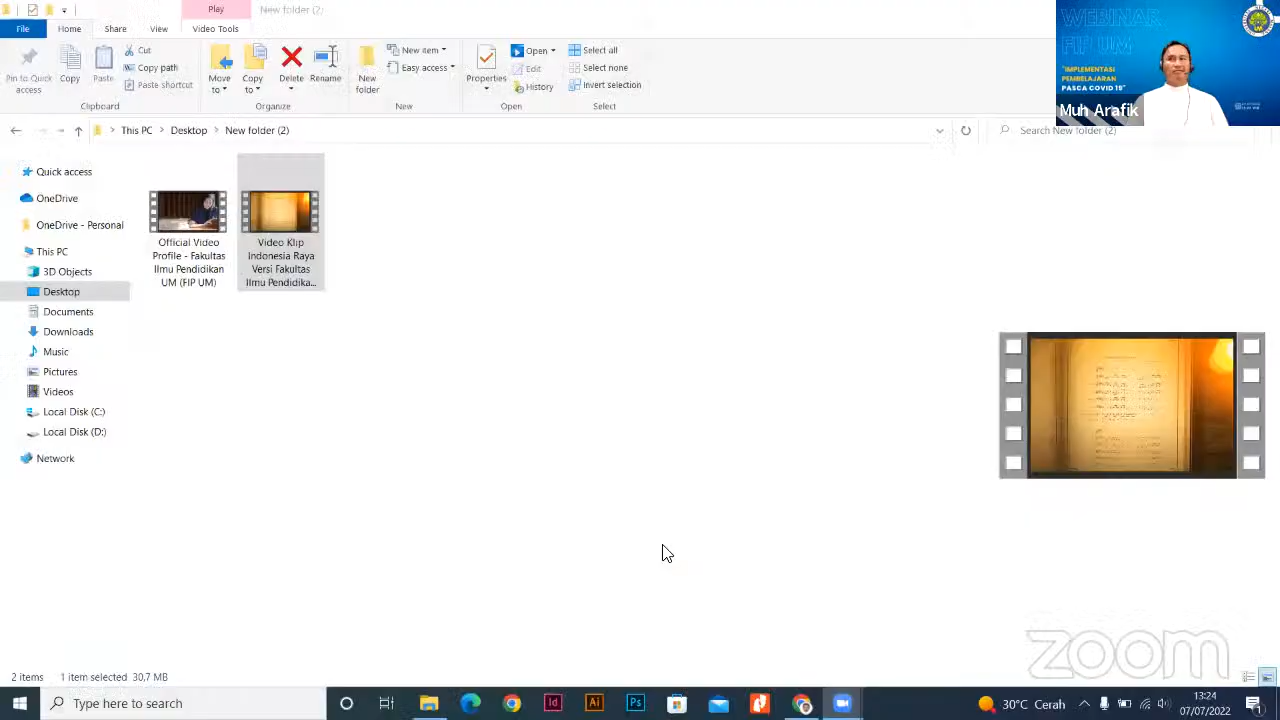 Play
New folder (2)
File
Home
Share
Video Tools
Pin to Quick
access
Copy
Paste
Cut
Copy path
Paste shortcut
Clipboard
Move
to
Copy
to
Delete
Rename
Organize
New
folder
New item
Easy access
New
Properties
Open
Edit
History
Open
Select all
Select none
Invert selection
Select
This PC
Desktop
New folder (2)
Search New folder (2)
Quick access
OneDrive
OneDrive - Personal
This PC
3D Objects
Desktop
Documents
Downloads
Music
Pictures
Videos
Local Disk (C:)
Local Disk (D:)
Network
Official Video
Profile - Fakultas
Ilmu Pendidikan
UM (FIP UM)
Video Klip
Indonesia Raya
Versi Fakultas
Ilmu Pendidika...
WEBINAR
FIP UM
"IMPLEMENTASI
PEMBELAJARAN
PASCA COVID 19"
Muh Arafik
zoom
2 items
1 item selected 30,7 MB
Type here to search
Id
Ai
Ps
30°C Cerah
13:24
07/07/2022
1